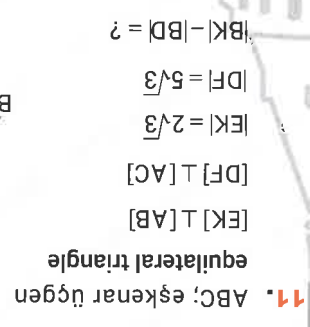 11. ABC; eşkenar üçgen
equilateral triangle
[EK] ⊥ [AB]
[DF] ⊥ [AC]
|EK| = 2√3
|DF| = 5√3
|BK| − |BD| = ?
B